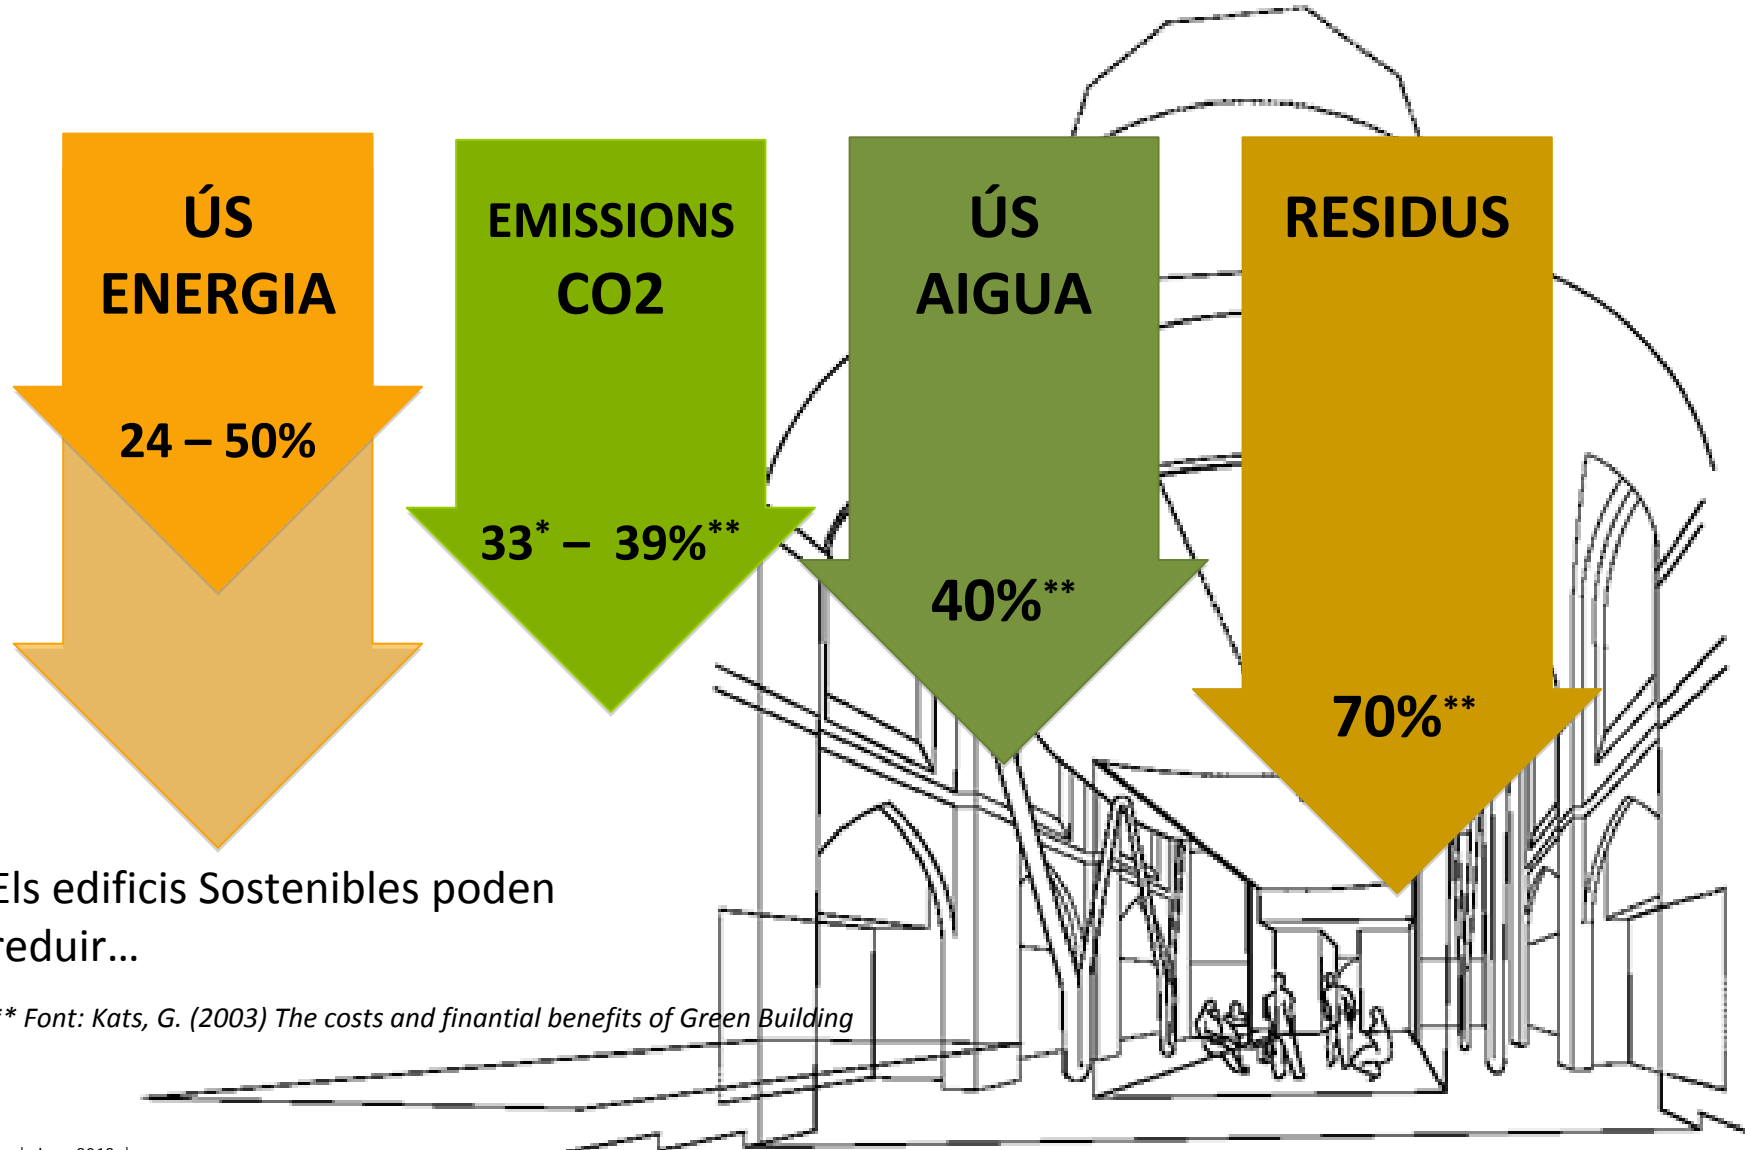 ÚS
ENERGIA
24 – 50%
EMISSIONS
CO2
33* – 39%**
ÚS
AIGUA
40%**
RESIDUS
70%**
Els edificis Sostenibles poden
reduir…
** Font: Kats, G. (2003) The costs and finantial benefits of Green Building